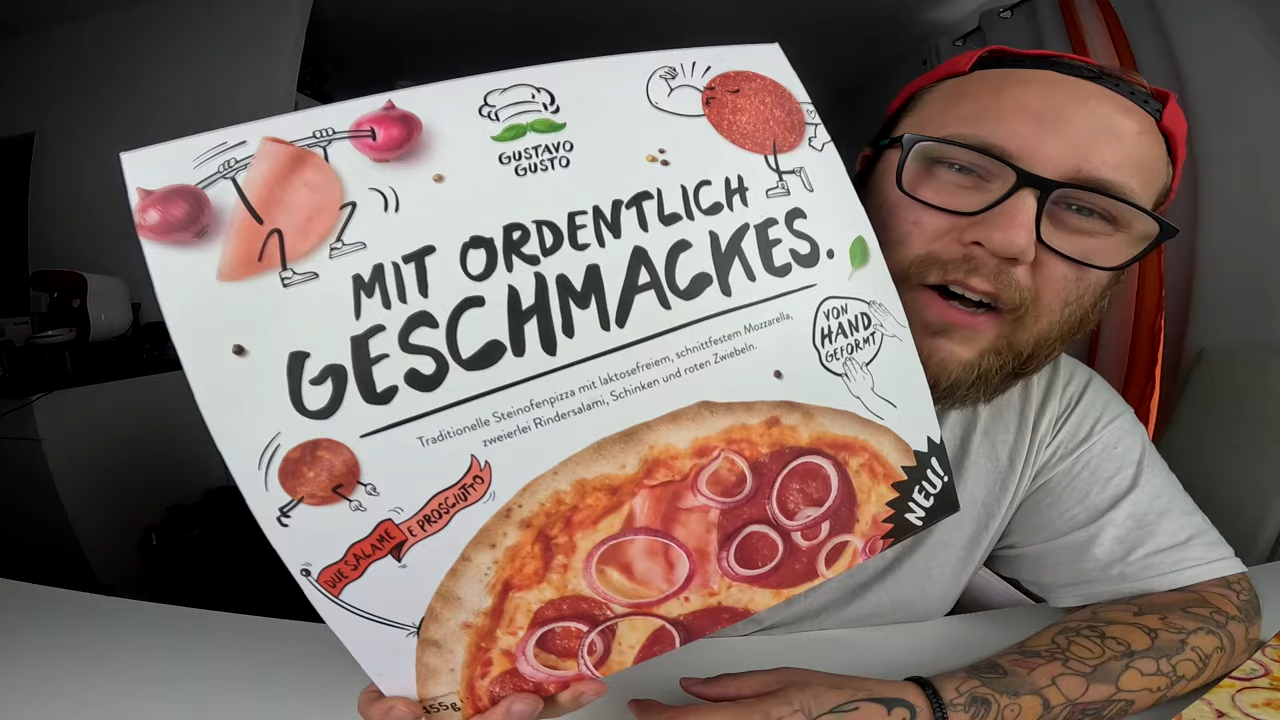 GUSTAVO
GUSTO
MIT ORDENTLICH
GESCHMACKES.
VON
HAND
GEFORMT
Traditionelle Steinofenpizza mit laktosefreiem, schnittfestem Mozzarella,
zweierlei Rindersalami, Schinken und roten Zwiebeln.
DUE SALAME E PROSCIUTTO
NEU!
455g